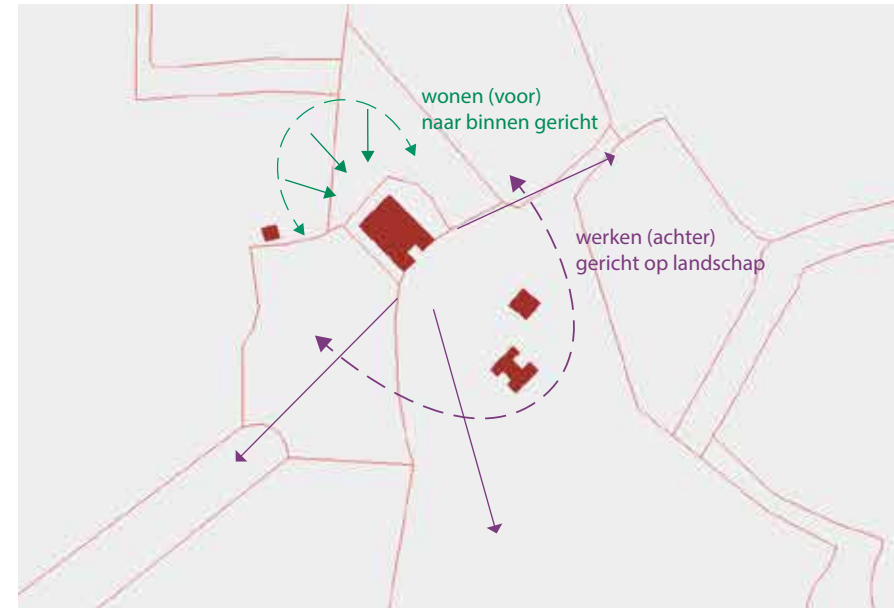 wonen (voor)
naar binnen gericht
werken (achter)
gericht op landschap